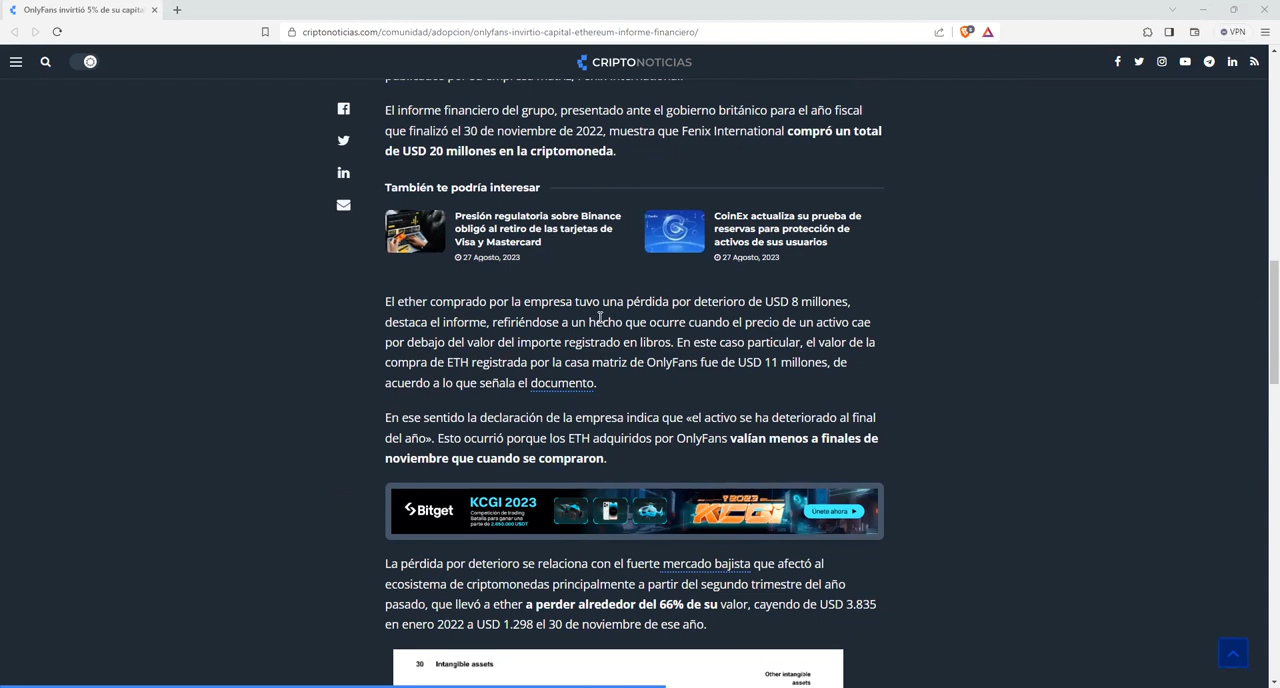 OnlyFans invirtió 5% de su capita
criptonoticias.com/comunidad/adopcion/onlyfans-invirtio-capital-ethereum-informe-financiero/
VPN
CRIPTONOTICIAS
El informe financiero del grupo, presentado ante el gobierno británico para el año fiscal
que finalizó el 30 de noviembre de 2022, muestra que Fenix International compró un total
de USD 20 millones en la criptomoneda.
También te podría interesar
Presión regulatoria sobre Binance
obligó al retiro de las tarjetas de
Visa y Mastercard
27 Agosto, 2023
CoinEx actualiza su prueba de
reservas para protección de
activos de sus usuarios
27 Agosto, 2023
El ether comprado por la empresa tuvo una pérdida por deterioro de USD 8 millones,
destaca el informe, refiriéndose a un hecho que ocurre cuando el precio de un activo cae
por debajo del valor del importe registrado en libros. En este caso particular, el valor de la
compra de ETH registrada por la casa matriz de OnlyFans fue de USD 11 millones, de
acuerdo a lo que señala el documento.
En ese sentido la declaración de la empresa indica que «el activo se ha deteriorado al final
del año». Esto ocurrió porque los ETH adquiridos por OnlyFans valían menos a finales de
noviembre que cuando se compraron.
Bitget
KCGI 2023
Competición de trading
Batalla para ganar una
parte de 2.650.000 USDT
2023
KCGI
Únete ahora
La pérdida por deterioro se relaciona con el fuerte mercado bajista que afectó al
ecosistema de criptomonedas principalmente a partir del segundo trimestre del año
pasado, que llevó a ether a perder alrededor del 66% de su valor, cayendo de USD 3.835
en enero 2022 a USD 1.298 el 30 de noviembre de ese año.
30 Intangible assets
Other intangible
assets